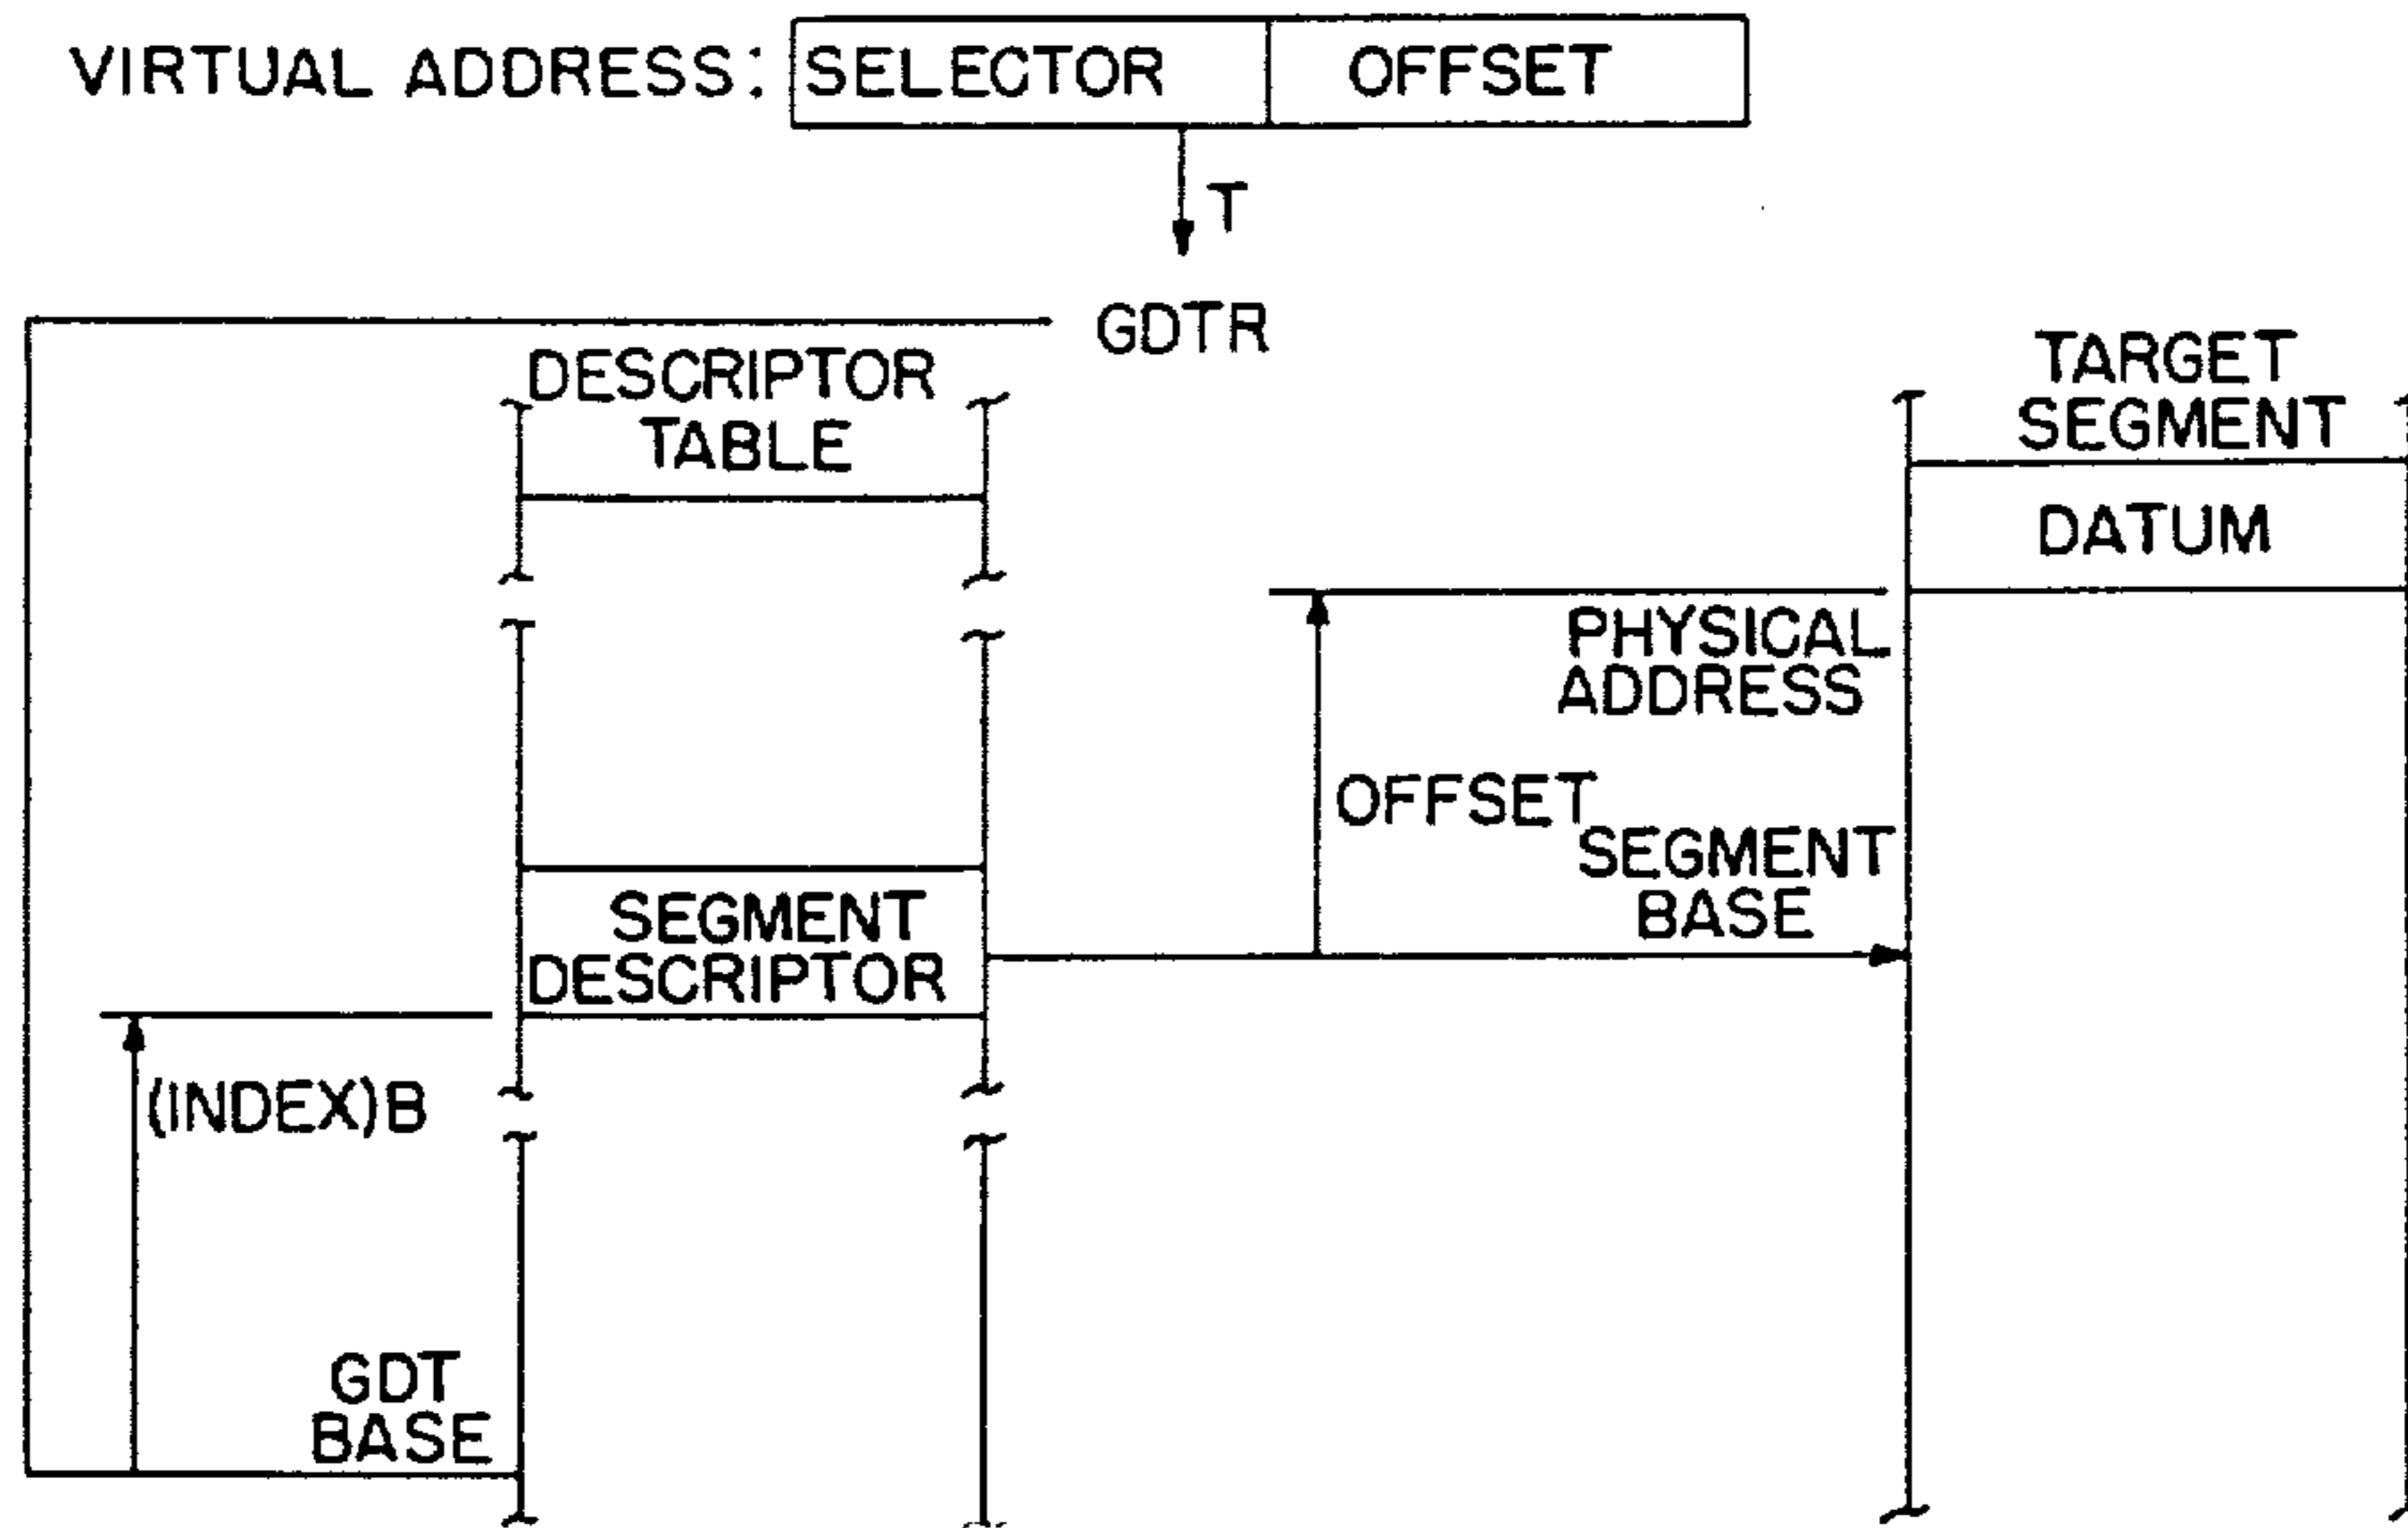 VIRTUAL ADDRESS: SELECTOR OFFSET
T
GDTR
DESCRIPTOR
TABLE
TARGET
SEGMENT
DATUM
PHYSICAL
ADDRESS
OFFSET
SEGMENT
BASE
SEGMENT
DESCRIPTOR
(INDEX)B
GDT
BASE